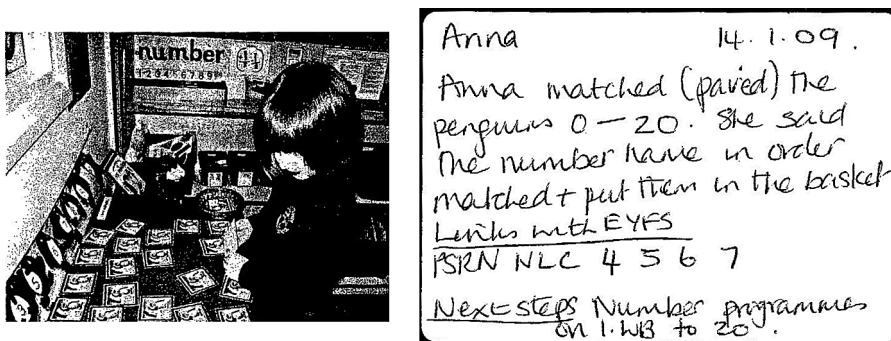 number
1 2 3 4 5 6 7 8 9
Anna 14.1.09.
Anna matched (paired) the
penguins 0 – 20. She said
the number name in order
matched + put them in the basket
Links with EYFS
PSRN NLC 4 5 6 7
Next steps Number programmes
on I.WB to 20.